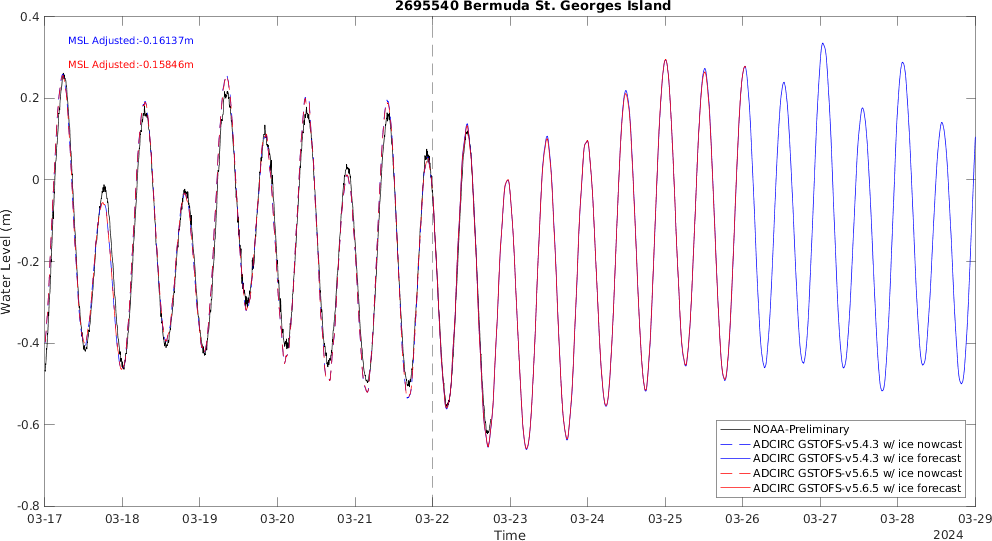 2695540 Bermuda St. Georges Island
MSL Adjusted:-0.16137m
MSL Adjusted:-0.15846m
Water Level (m)
0.4
0.2
0
-0.2
-0.4
-0.6
-0.8
NOAA-Preliminary
ADCIRC GSTOFS-v5.4.3 w/ ice nowcast
ADCIRC GSTOFS-v5.4.3 w/ ice forecast
ADCIRC GSTOFS-v5.6.5 w/ ice nowcast
ADCIRC GSTOFS-v5.6.5 w/ ice forecast
03-17 03-18 03-19 03-20 03-21 03-22 03-23 03-24 03-25 03-26 03-27 03-28 03-29
Time
2024